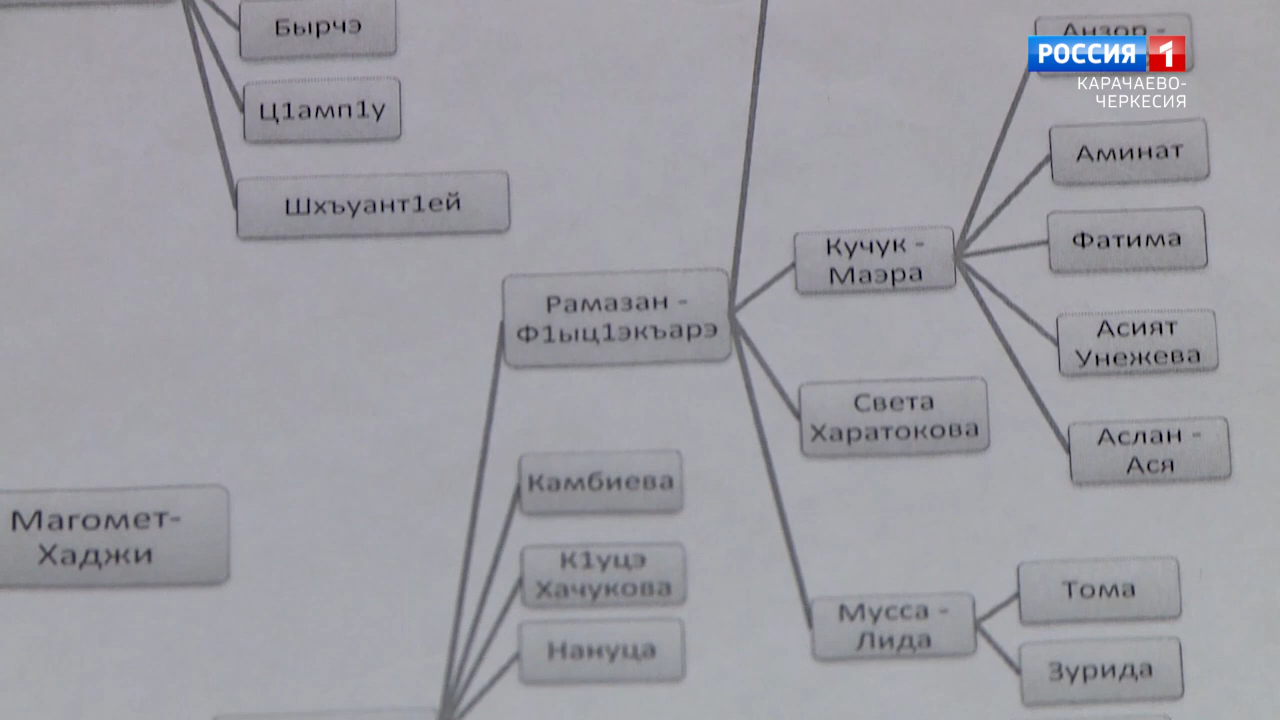 Бырчэ
Ц1амп1у
Шхъуант1ей
Анзор -
РОССИЯ 1
КАРАЧАЕВО-
ЧЕРКЕСИЯ
Аминат
Фатима
Кучук -
Маэра
Рамазан -
Ф1ыц1экъарэ
Асият
Унежева
Света
Харатокова
Аслан -
Ася
Камбиева
Магомет-
Хаджи
К1уцэ
Хачукова
Нануца
Мусса -
Лида
Тома
Зурида